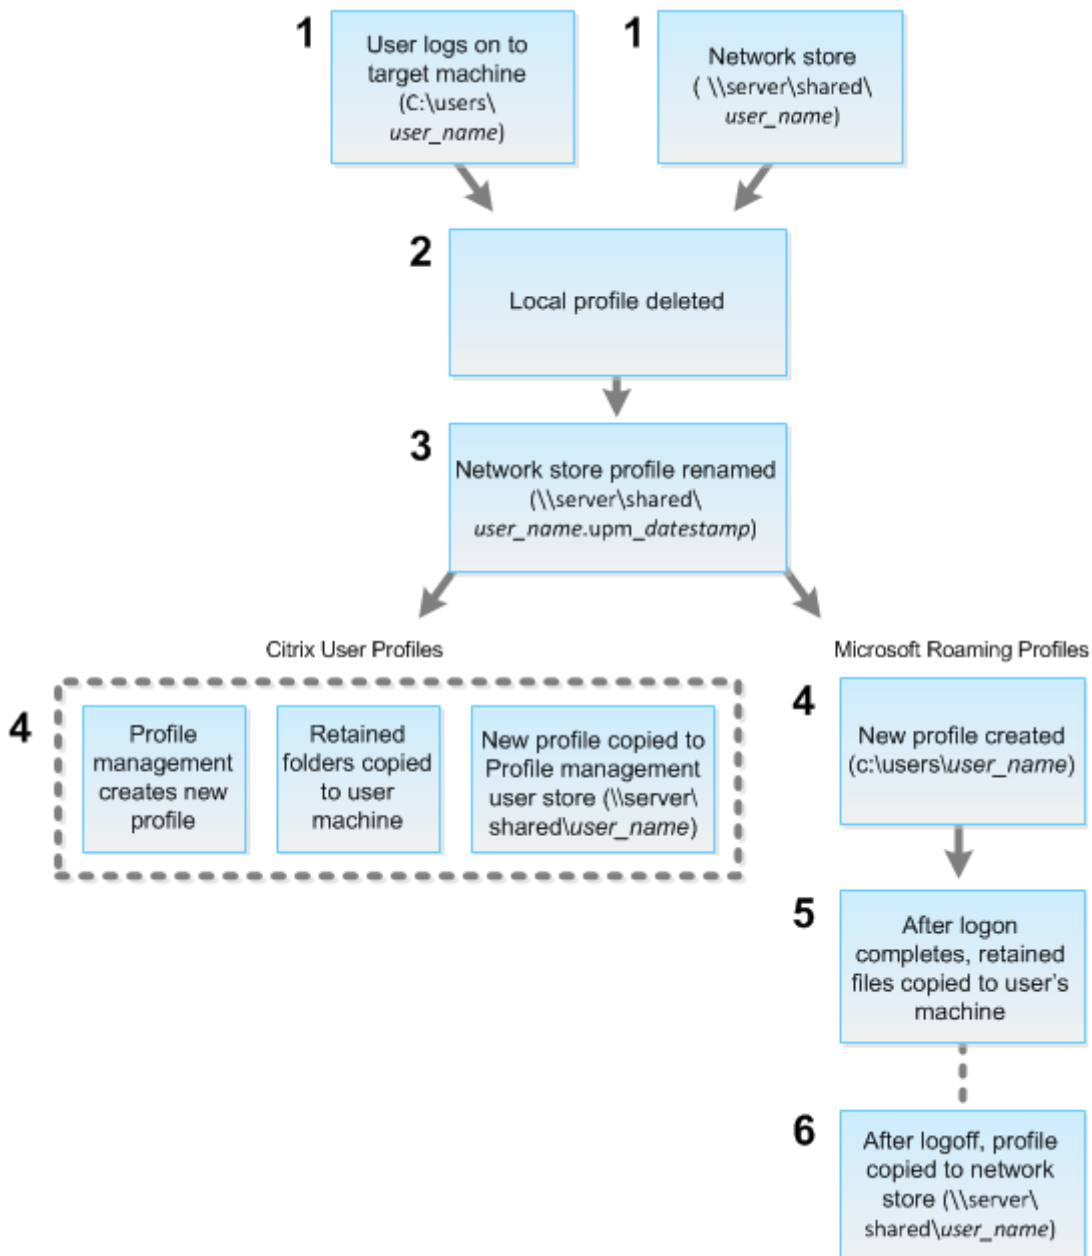 1
User logs on to
target machine
(C:\users\
user_name)
1
Network store
( \\server\shared\
user_name)
2
Local profile deleted
3
Network store profile renamed
(\\server\shared\
user_name.upm_datestamp)
Citrix User Profiles
4
Profile
management
creates new
profile
Retained
folders copied
to user
machine
New profile copied to
Profile management
user store (\\server\
shared\user_name)
Microsoft Roaming Profiles
4
New profile created
(c:\users\user_name)
5
After logon
completes, retained
files copied to user's
machine
6
After logoff, profile
copied to network
store (\\server\
shared\user_name)